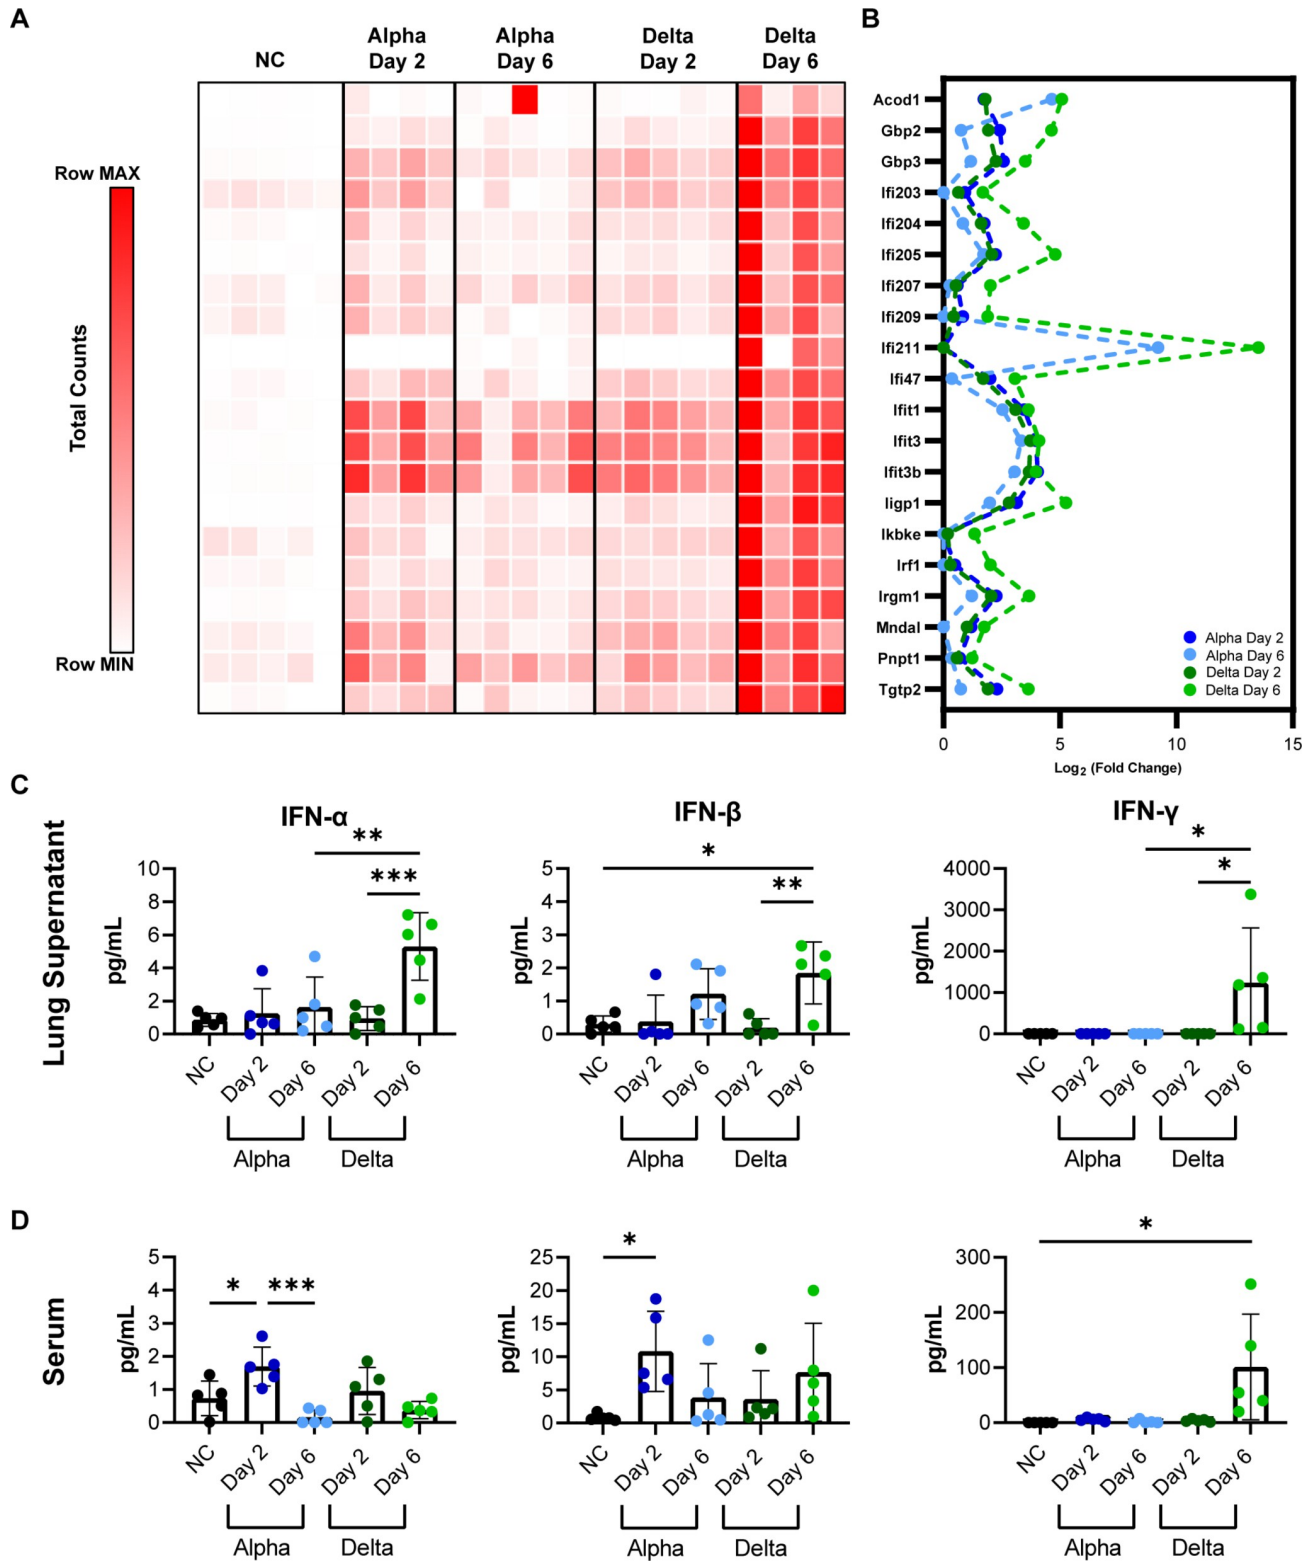 A
B
NC
Alpha
Day 2
Alpha
Day 6
Delta
Day 2
Delta
Day 6
Row MAX
Total Counts
Row MIN
Acod1
Gbp2
Gbp3
Ifi203
Ifi204
Ifi205
Ifi207
Ifi209
Ifi211
Ifi47
Ifit1
Ifit3
Ifit3b
Iigp1
Ikbke
Irf1
Irgm1
Mndal
Pnpt1
Tgtp2
Alpha Day 2
Alpha Day 6
Delta Day 2
Delta Day 6
0 5 10 15
Log₂ (Fold Change)
C
Lung Supernatant
IFN-α
**
***
10
8
6
4
2
0
pg/mL
NC Day 2 Day 6 Day 2 Day 6
Alpha Delta
IFN-β
*
**
5
4
3
2
1
0
pg/mL
NC Day 2 Day 6 Day 2 Day 6
Alpha Delta
IFN-γ
*
*
4000
3000
2000
1000
0
pg/mL
NC Day 2 Day 6 Day 2 Day 6
Alpha Delta
D
Serum
* ***
5
4
3
2
1
0
pg/mL
NC Day 2 Day 6 Day 2 Day 6
Alpha Delta
*
25
20
15
10
5
0
pg/mL
NC Day 2 Day 6 Day 2 Day 6
Alpha Delta
*
300
200
100
0
pg/mL
NC Day 2 Day 6 Day 2 Day 6
Alpha Delta